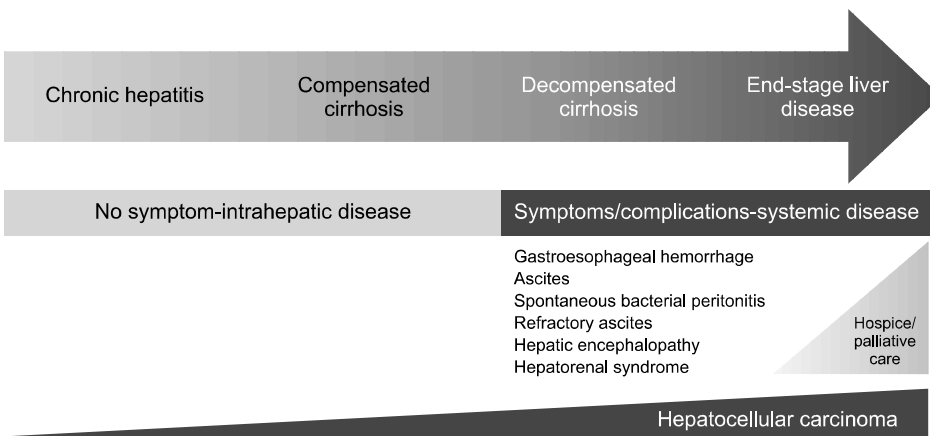 Chronic hepatitis
Compensated
cirrhosis
Decompensated
cirrhosis
End-stage liver
disease
No symptom-intrahepatic disease
Symptoms/complications-systemic disease
Gastroesophageal hemorrhage
Ascites
Spontaneous bacterial peritonitis
Refractory ascites
Hepatic encephalopathy
Hepatorenal syndrome
Hospice/
palliative
care
Hepatocellular carcinoma